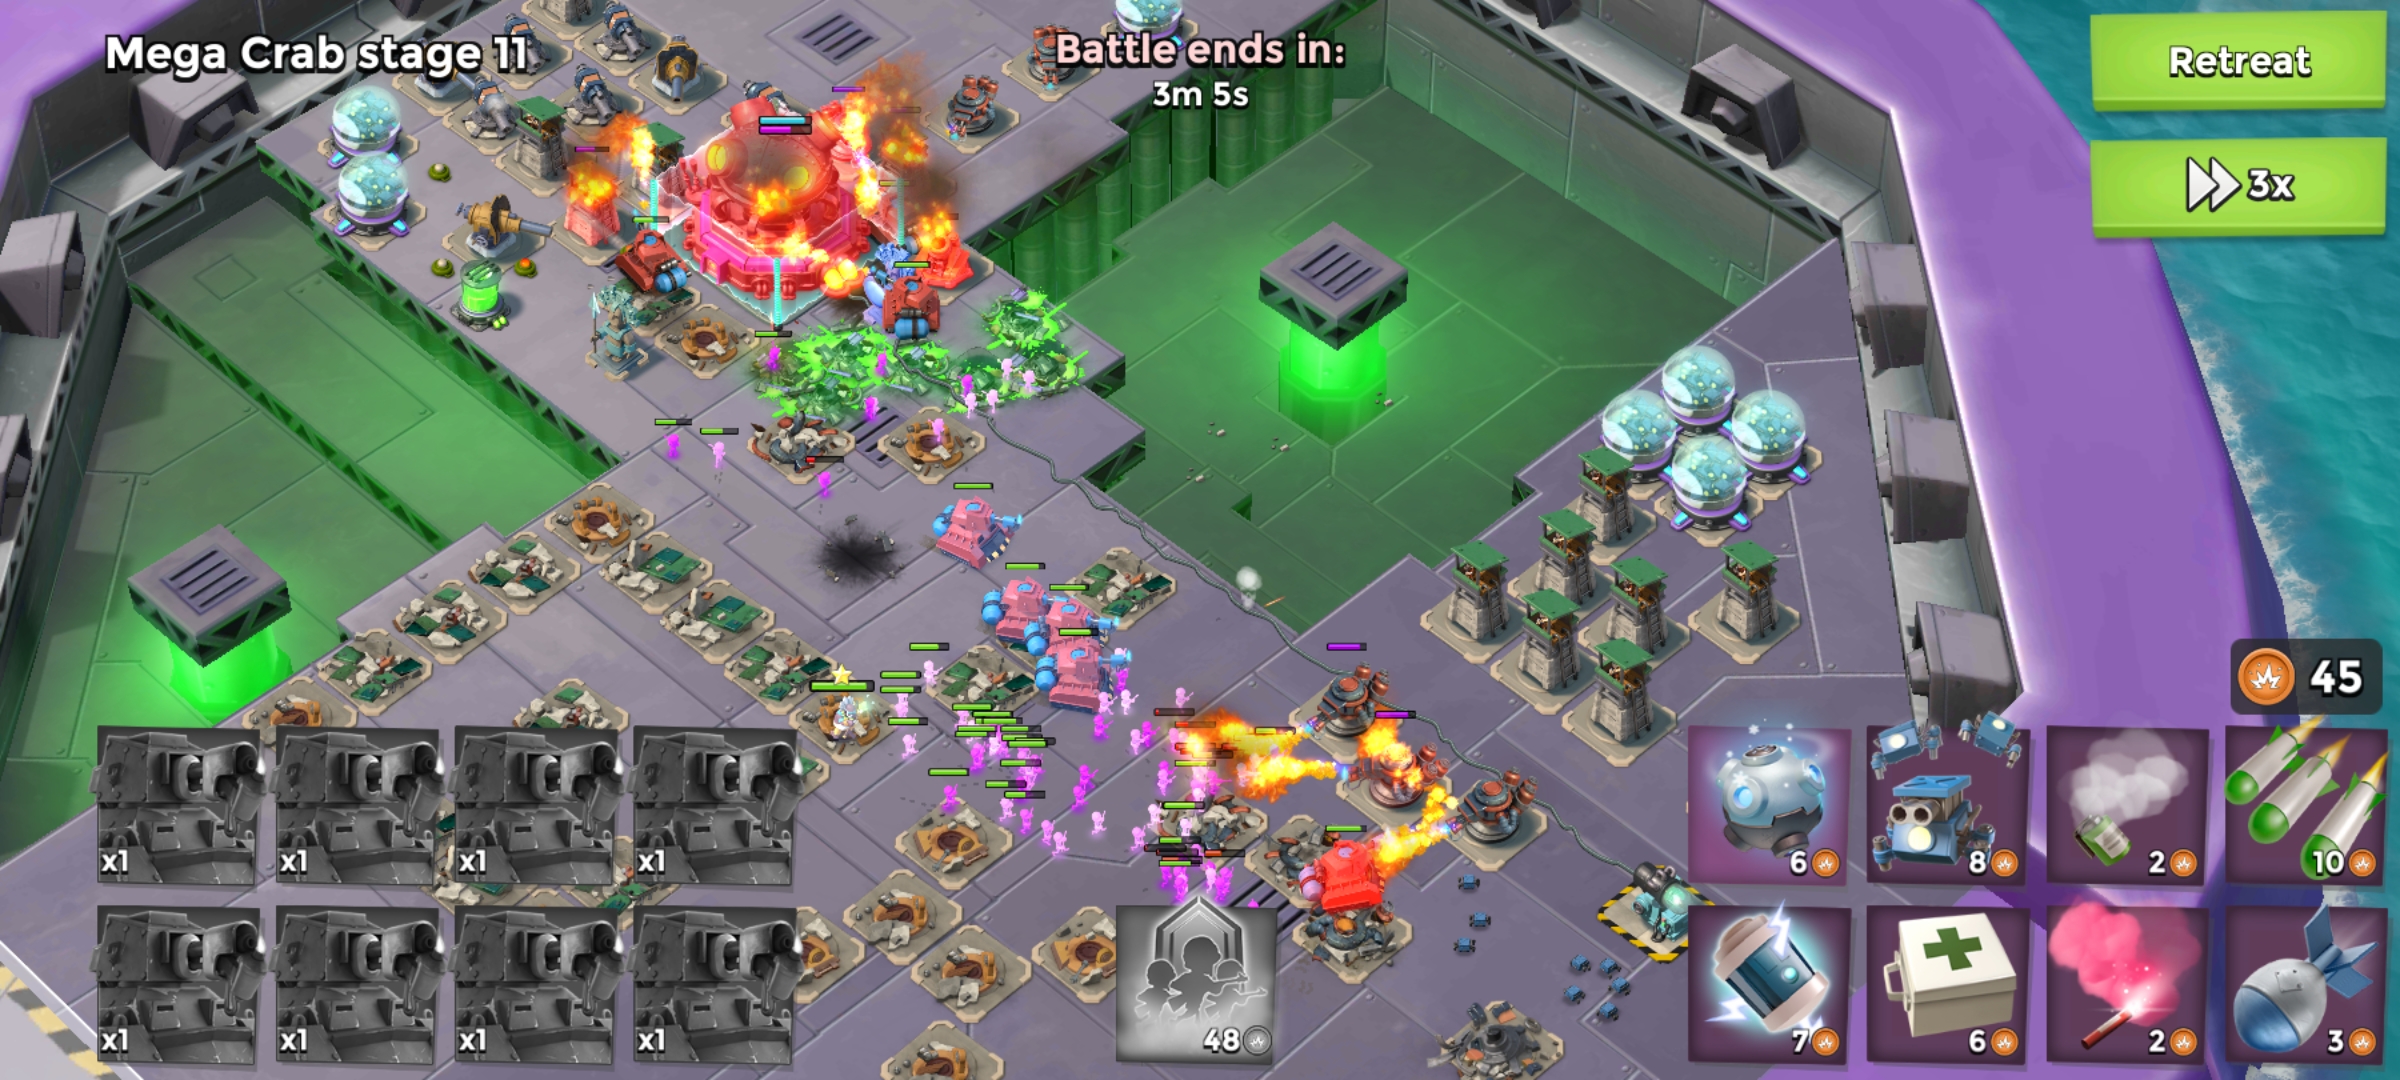 Mega Crab stage 11
Battle ends in:
3m 5s
Retreat
3x
45
x1
x1
x1
x1
6
8
2
10
x1
x1
x1
x1
48
7
6
2
3